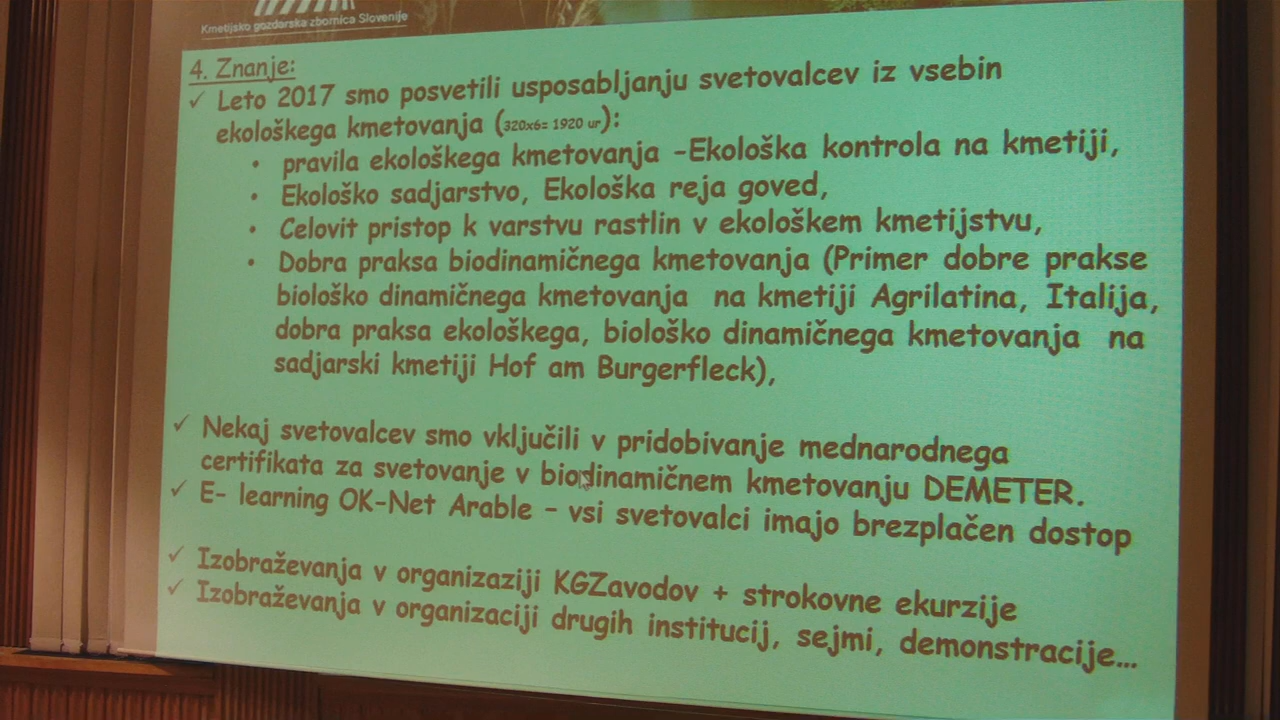 Kmetijsko gozdarska zbornica Slovenije
4. Znanje:
✓ Leto 2017 smo posvetili usposabljanju svetovalcev iz vsebin
ekološkega kmetovanja (320x6= 1920 ur):
• pravila ekološkega kmetovanja -Ekološka kontrola na kmetiji,
• Ekološko sadjarstvo, Ekološka reja goved,
• Celovit pristop k varstvu rastlin v ekološkem kmetijstvu,
• Dobra praksa biodinamičnega kmetovanja (Primer dobre prakse
biološko dinamičnega kmetovanja na kmetiji Agrilatina, Italija,
dobra praksa ekološkega, biološko dinamičnega kmetovanja na
sadjarski kmetiji Hof am Burgerfleck),
✓ Nekaj svetovalcev smo vključili v pridobivanje mednarodnega
certifikata za svetovanje v biodinamičnem kmetovanju DEMETER.
✓ E- learning OK-Net Arable - vsi svetovalci imajo brezplačen dostop
✓ Izobraževanja v organizaziji KGZavodov + strokovne ekurzije
✓ Izobraževanja v organizaciji drugih institucij, sejmi, demonstracije...